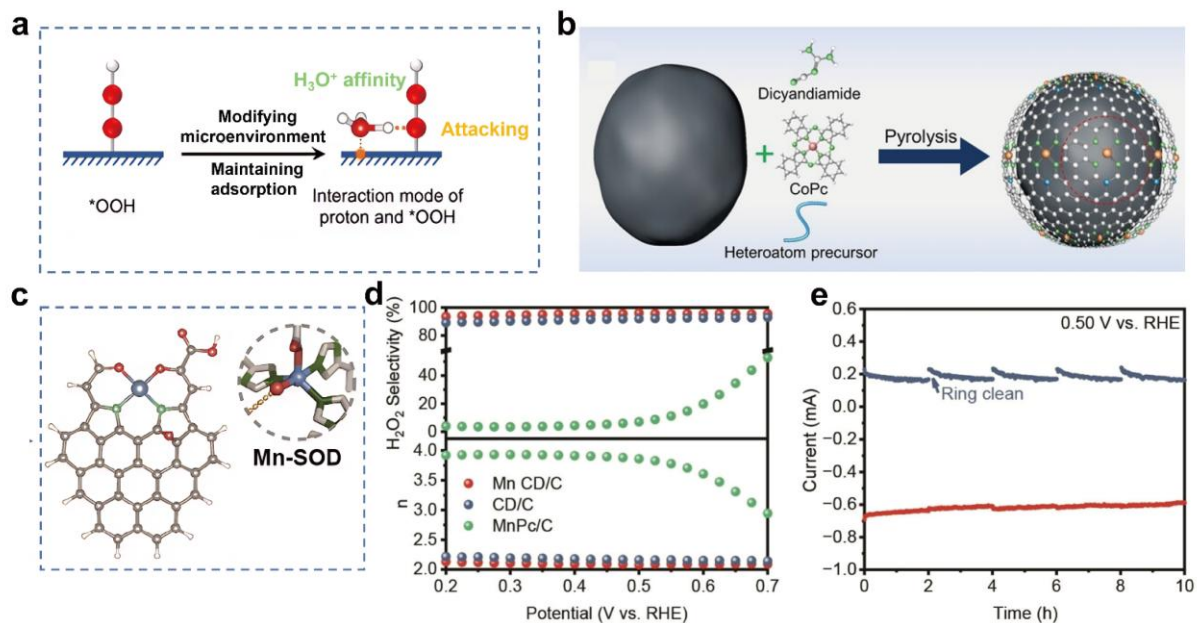 a
H₃O⁺ affinity
Modifying
microenvironment
Maintaining
adsorption
Attacking
*OOH
Interaction mode of
proton and *OOH
b
Dicyandiamide
CoPc
Heteroatom precursor
Pyrolysis
c
Mn-SOD
d
H₂O₂ Selectivity (%)
100
80
40
20
0
n
4.0
3.5
3.0
2.5
2.0
Mn CD/C
CD/C
MnPc/C
0.2 0.3 0.4 0.5 0.6 0.7
Potential (V vs. RHE)
e
0.50 V vs. RHE
Ring clean
Current (mA)
0.6
0.4
0.2
0.0
−0.2
−0.4
−0.6
−0.8
−1.0
0 2 4 6 8 10
Time (h)